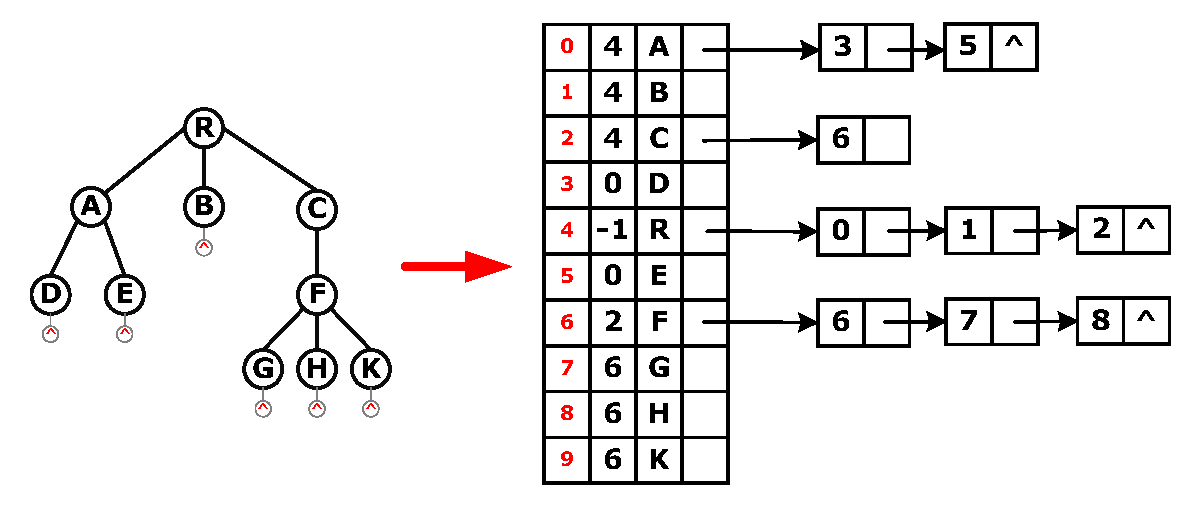 R
A B C
^
D E F
^ ^
G H K
^ ^ ^
0 4 A 3 5 ^
1 4 B
2 4 C 6
3 0 D
4 -1 R 0 1 2 ^
5 0 E
6 2 F 6 7 8 ^
7 6 G
8 6 H
9 6 K